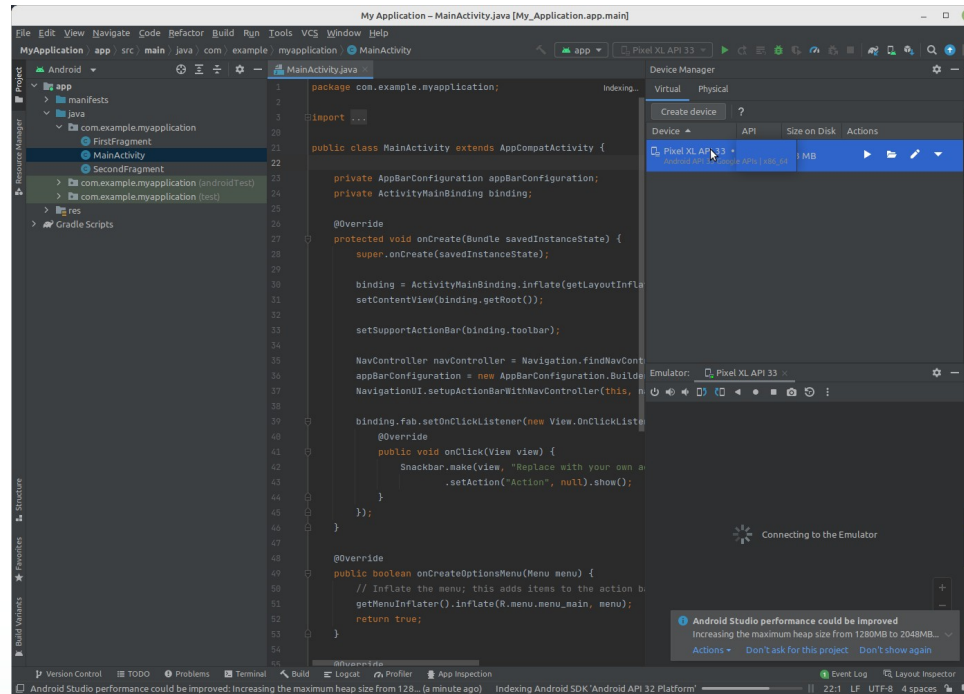 My Application – MainActivity.java [My_Application.app.main]
File Edit View Navigate Code Refactor Build Run Tools VCS Window Help
MyApplication app src main java com example myapplication MainActivity
app
Pixel XL API 33
Project
Android
MainActivity.java
Device Manager
app
manifests
java
com.example.myapplication
FirstFragment
MainActivity
SecondFragment
com.example.myapplication (androidTest)
com.example.myapplication (test)
res
Gradle Scripts
Resource Manager
Structure
Favorites
Build Variants
Indexing...
1 package com.example.myapplication;
2
3 import ...
20
21 public class MainActivity extends AppCompatActivity {
22
23 private AppBarConfiguration appBarConfiguration;
24 private ActivityMainBinding binding;
25
26 @Override
27 protected void onCreate(Bundle savedInstanceState) {
28 super.onCreate(savedInstanceState);
29
30 binding = ActivityMainBinding.inflate(getLayoutInfla
31 setContentView(binding.getRoot());
32
33 setSupportActionBar(binding.toolbar);
34
35 NavController navController = Navigation.findNavCont
36 appBarConfiguration = new AppBarConfiguration.Builde
37 NavigationUI.setupActionBarWithNavController(this, n
38
39 binding.fab.setOnClickListener(new View.OnClickListe
40 @Override
41 public void onClick(View view) {
42 Snackbar.make(view, "Replace with your own a
43 .setAction("Action", null).show();
44 }
45 });
46 }
47
48 @Override
49 public boolean onCreateOptionsMenu(Menu menu) {
50 // Inflate the menu; this adds items to the action b
51 getMenuInflater().inflate(R.menu.menu_main, menu);
52 return true;
53 }
54
55 @Override
Virtual Physical
Create device ?
Device API Size on Disk Actions
Pixel XL API 33
MB
Android API Google APIs | x86_64
Emulator: Pixel XL API 33
Connecting to the Emulator
Android Studio performance could be improved
Increasing the maximum heap size from 1280MB to 2048MB...
Actions Don't ask for this project Don't show again
Version Control TODO Problems Terminal Build Logcat Profiler App Inspection
Event Log Layout Inspector
Android Studio performance could be improved: Increasing the maximum heap size from 128... (a minute ago) Indexing Android SDK 'Android API 32 Platform' 22:1 LF UTF-8 4 spaces